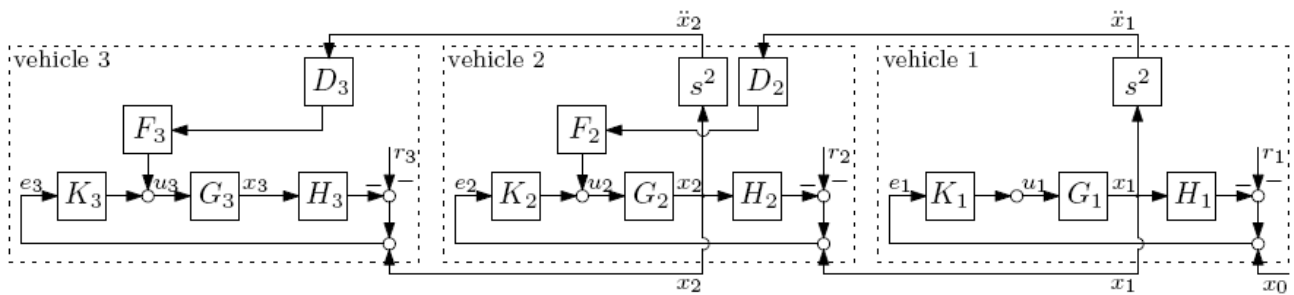 ẍ₂ ẍ₁
vehicle 3 vehicle 2 vehicle 1
D₃ s² D₂ s²
F₃ F₂
r₃ r₂ r₁
e₃ K₃ u₃ G₃ x₃ H₃ − − e₂ K₂ u₂ G₂ x₂ H₂ − − e₁ K₁ u₁ G₁ x₁ H₁ − −
x₂ x₁ x₀